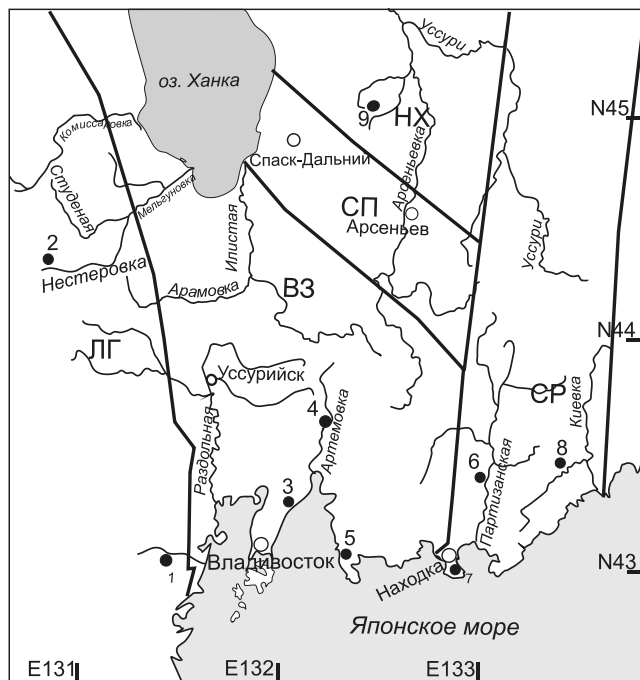 Уссури
оз. Ханка
N45
9
НХ
Комиссаровка
Спаск-Дальний
Арсеньевка
Студеная
Мельгуновка
СП
Арсеньев
Илистая
Уссури
2
Нестеровка
Арамовка
ВЗ
N44
ЛГ
Уссурийск
СР
Киевка
4
Артемовка
Раздольная
8
6
Партизанская
3
5
Владивосток
1
Находка
7
N43
Японское море
E131
E132
E133